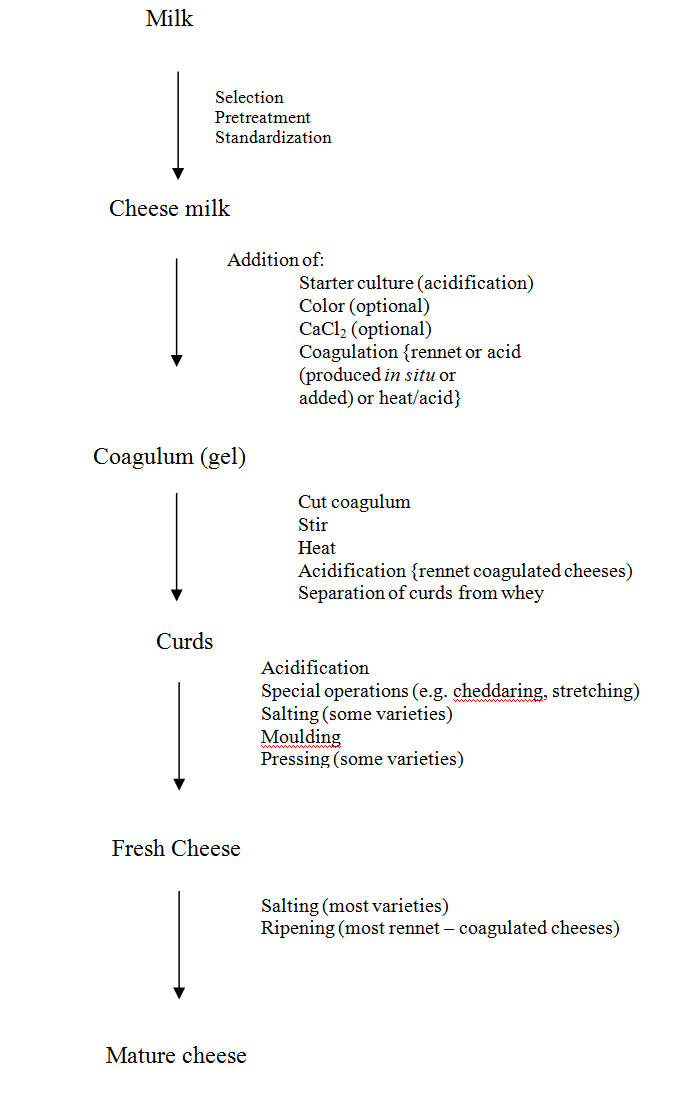 Milk
Selection
Pretreatment
Standardization
Cheese milk
Addition of:
Starter culture (acidification)
Color (optional)
CaCl₂ (optional)
Coagulation {rennet or acid
(produced in situ or
added) or heat/acid}
Coagulum (gel)
Cut coagulum
Stir
Heat
Acidification {rennet coagulated cheeses)
Separation of curds from whey
Curds
Acidification
Special operations (e.g. cheddaring, stretching)
Salting (some varieties)
Moulding
Pressing (some varieties)
Fresh Cheese
Salting (most varieties)
Ripening (most rennet – coagulated cheeses)
Mature cheese